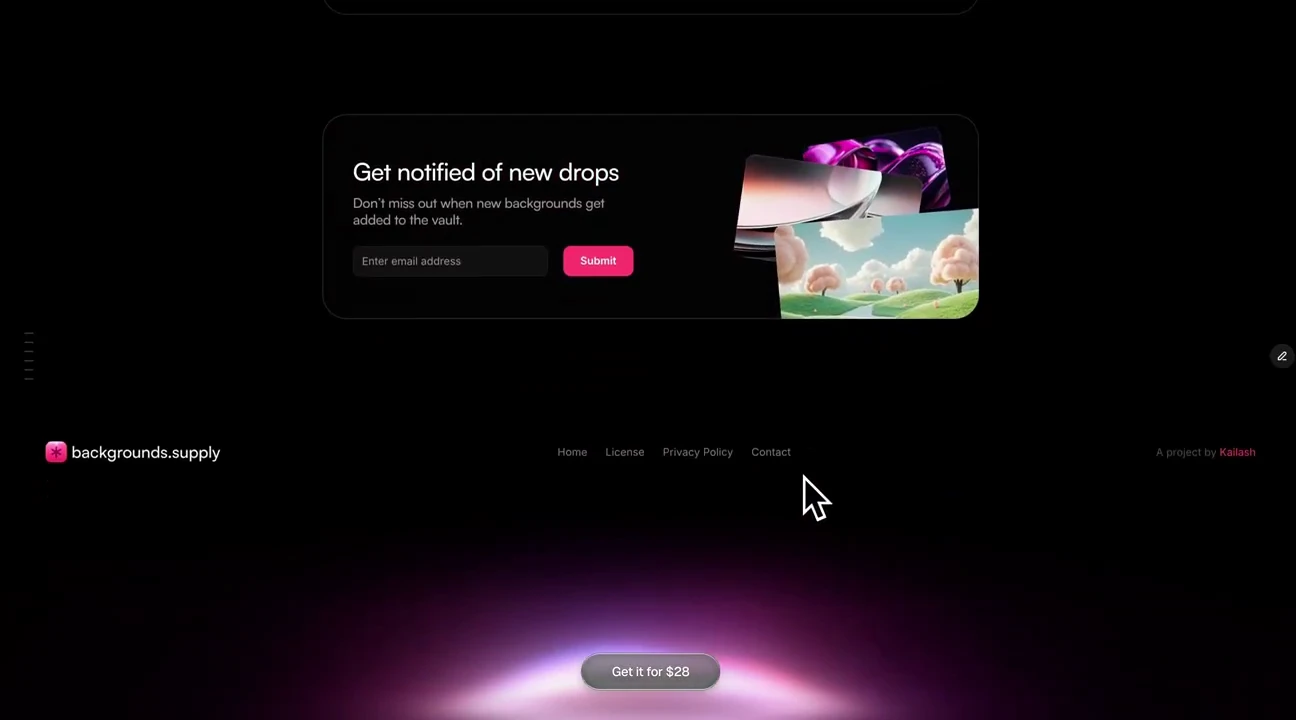 Get notified of new drops
Don't miss out when new backgrounds get
added to the vault.
Enter email address
Submit
backgrounds.supply
Home
License
Privacy Policy
Contact
A project by Kailash
Get it for $28